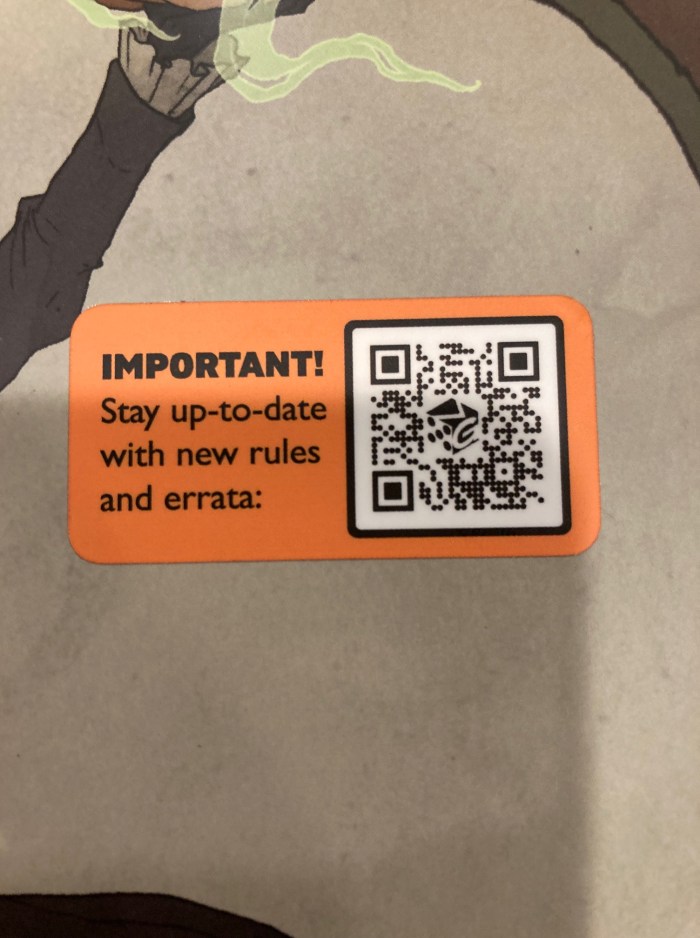 IMPORTANT!
Stay up-to-date
with new rules
and errata: